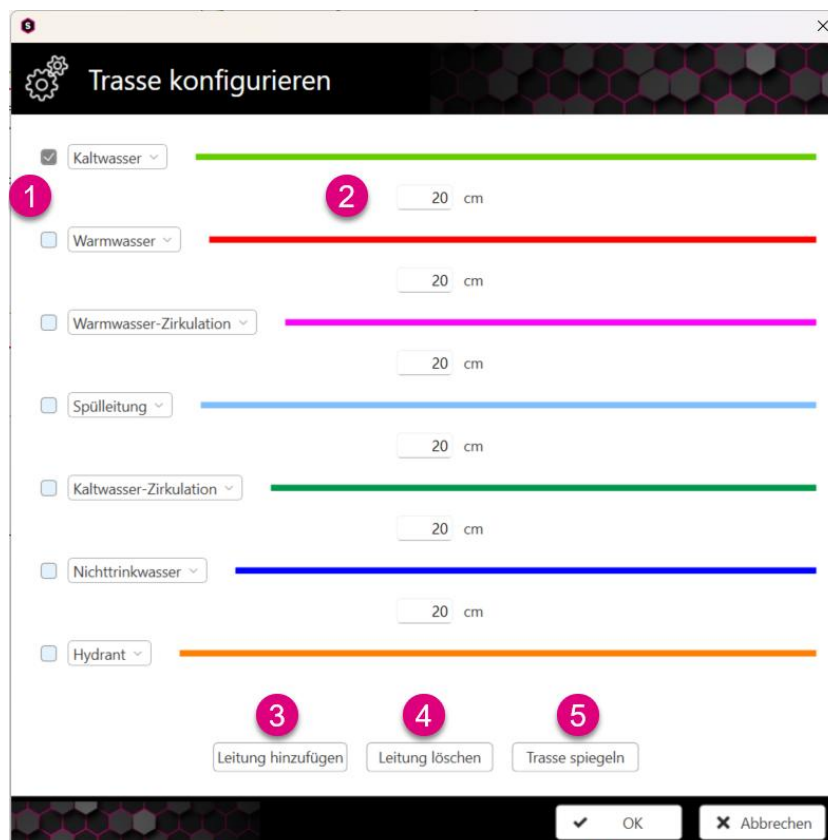 S
Trasse konfigurieren
Kaltwasser
1
2
20 cm
Warmwasser
20 cm
Warmwasser-Zirkulation
20 cm
Spülleitung
20 cm
Kaltwasser-Zirkulation
20 cm
Nichttrinkwasser
20 cm
Hydrant
3
4
5
Leitung hinzufügen
Leitung löschen
Trasse spiegeln
OK
Abbrechen